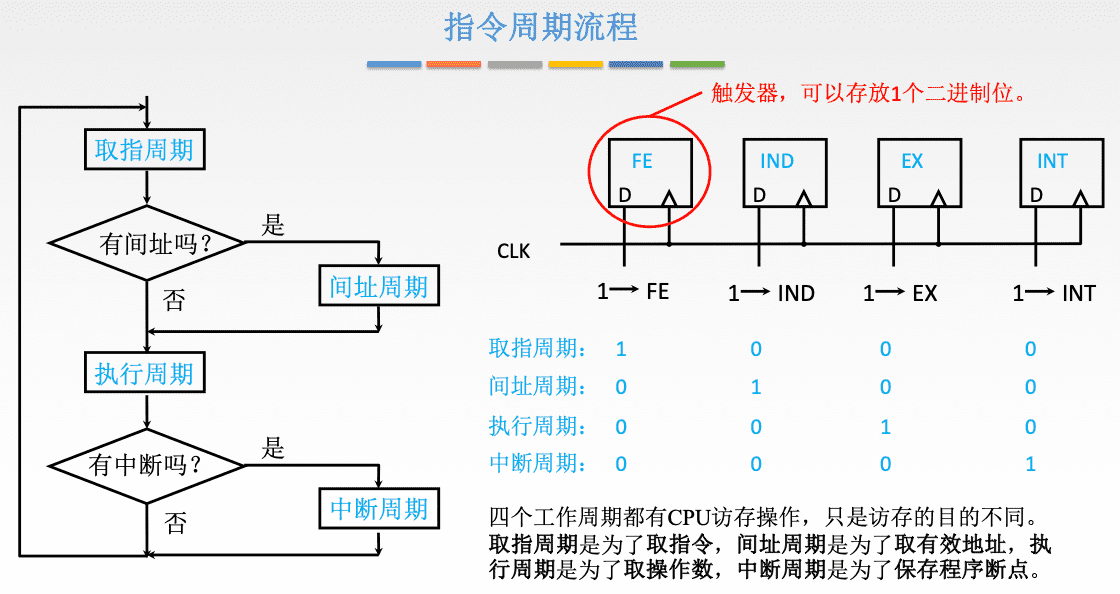 指令周期流程
取指周期
有间址吗?
是
否
间址周期
执行周期
有中断吗?
是
否
中断周期
触发器，可以存放1个二进制位。
FE
IND
EX
INT
D
D
D
D
CLK
1 → FE
1 → IND
1 → EX
1 → INT
取指周期： 1 0 0 0
间址周期： 0 1 0 0
执行周期： 0 0 1 0
中断周期： 0 0 0 1
四个工作周期都有CPU访存操作，只是访存的目的不同。
取指周期是为了取指令，间址周期是为了取有效地址，执
行周期是为了取操作数，中断周期是为了保存程序断点。